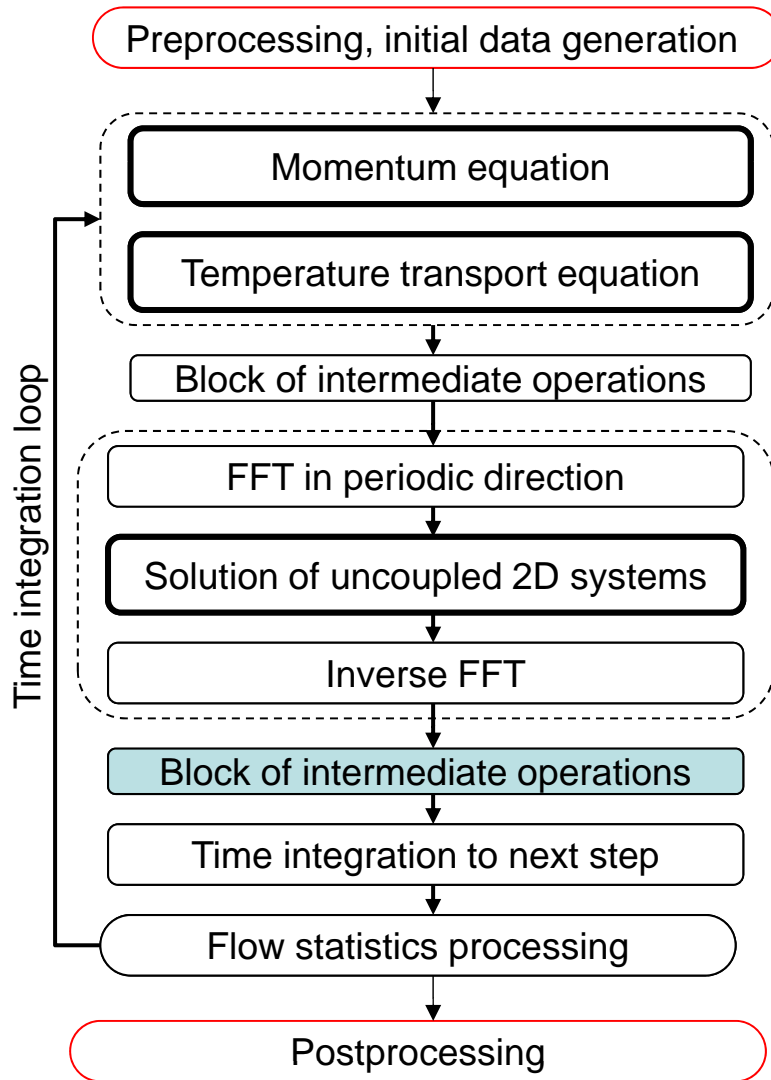 Preprocessing, initial data generation
Momentum equation
Temperature transport equation
Block of intermediate operations
FFT in periodic direction
Solution of uncoupled 2D systems
Inverse FFT
Block of intermediate operations
Time integration to next step
Flow statistics processing
Postprocessing
Time integration loop